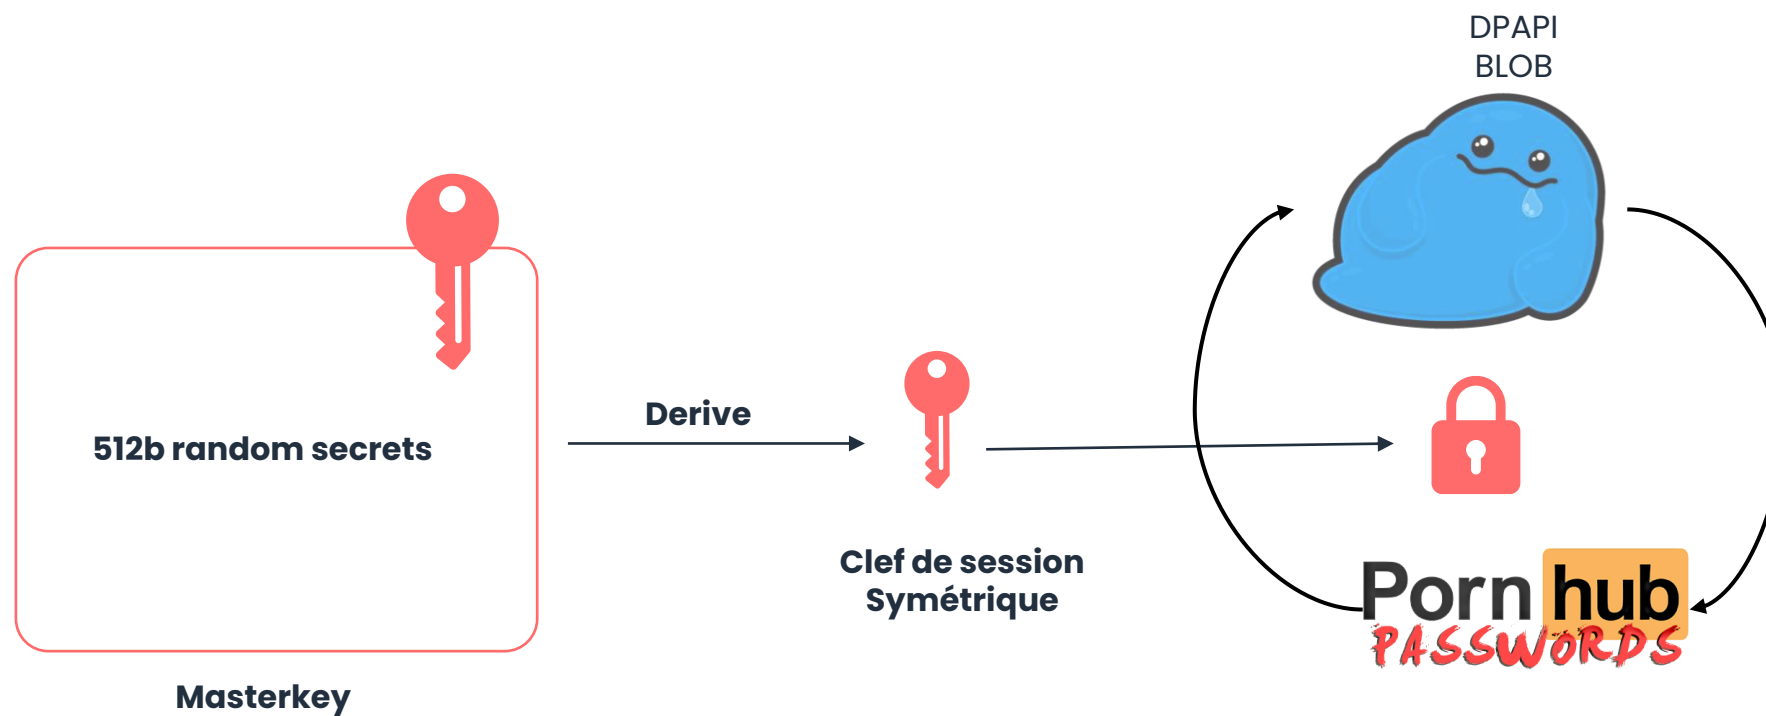 DPAPI
BLOB
512b random secrets
Derive
Clef de session
Symétrique
Porn hub
PASSWORDS
Masterkey